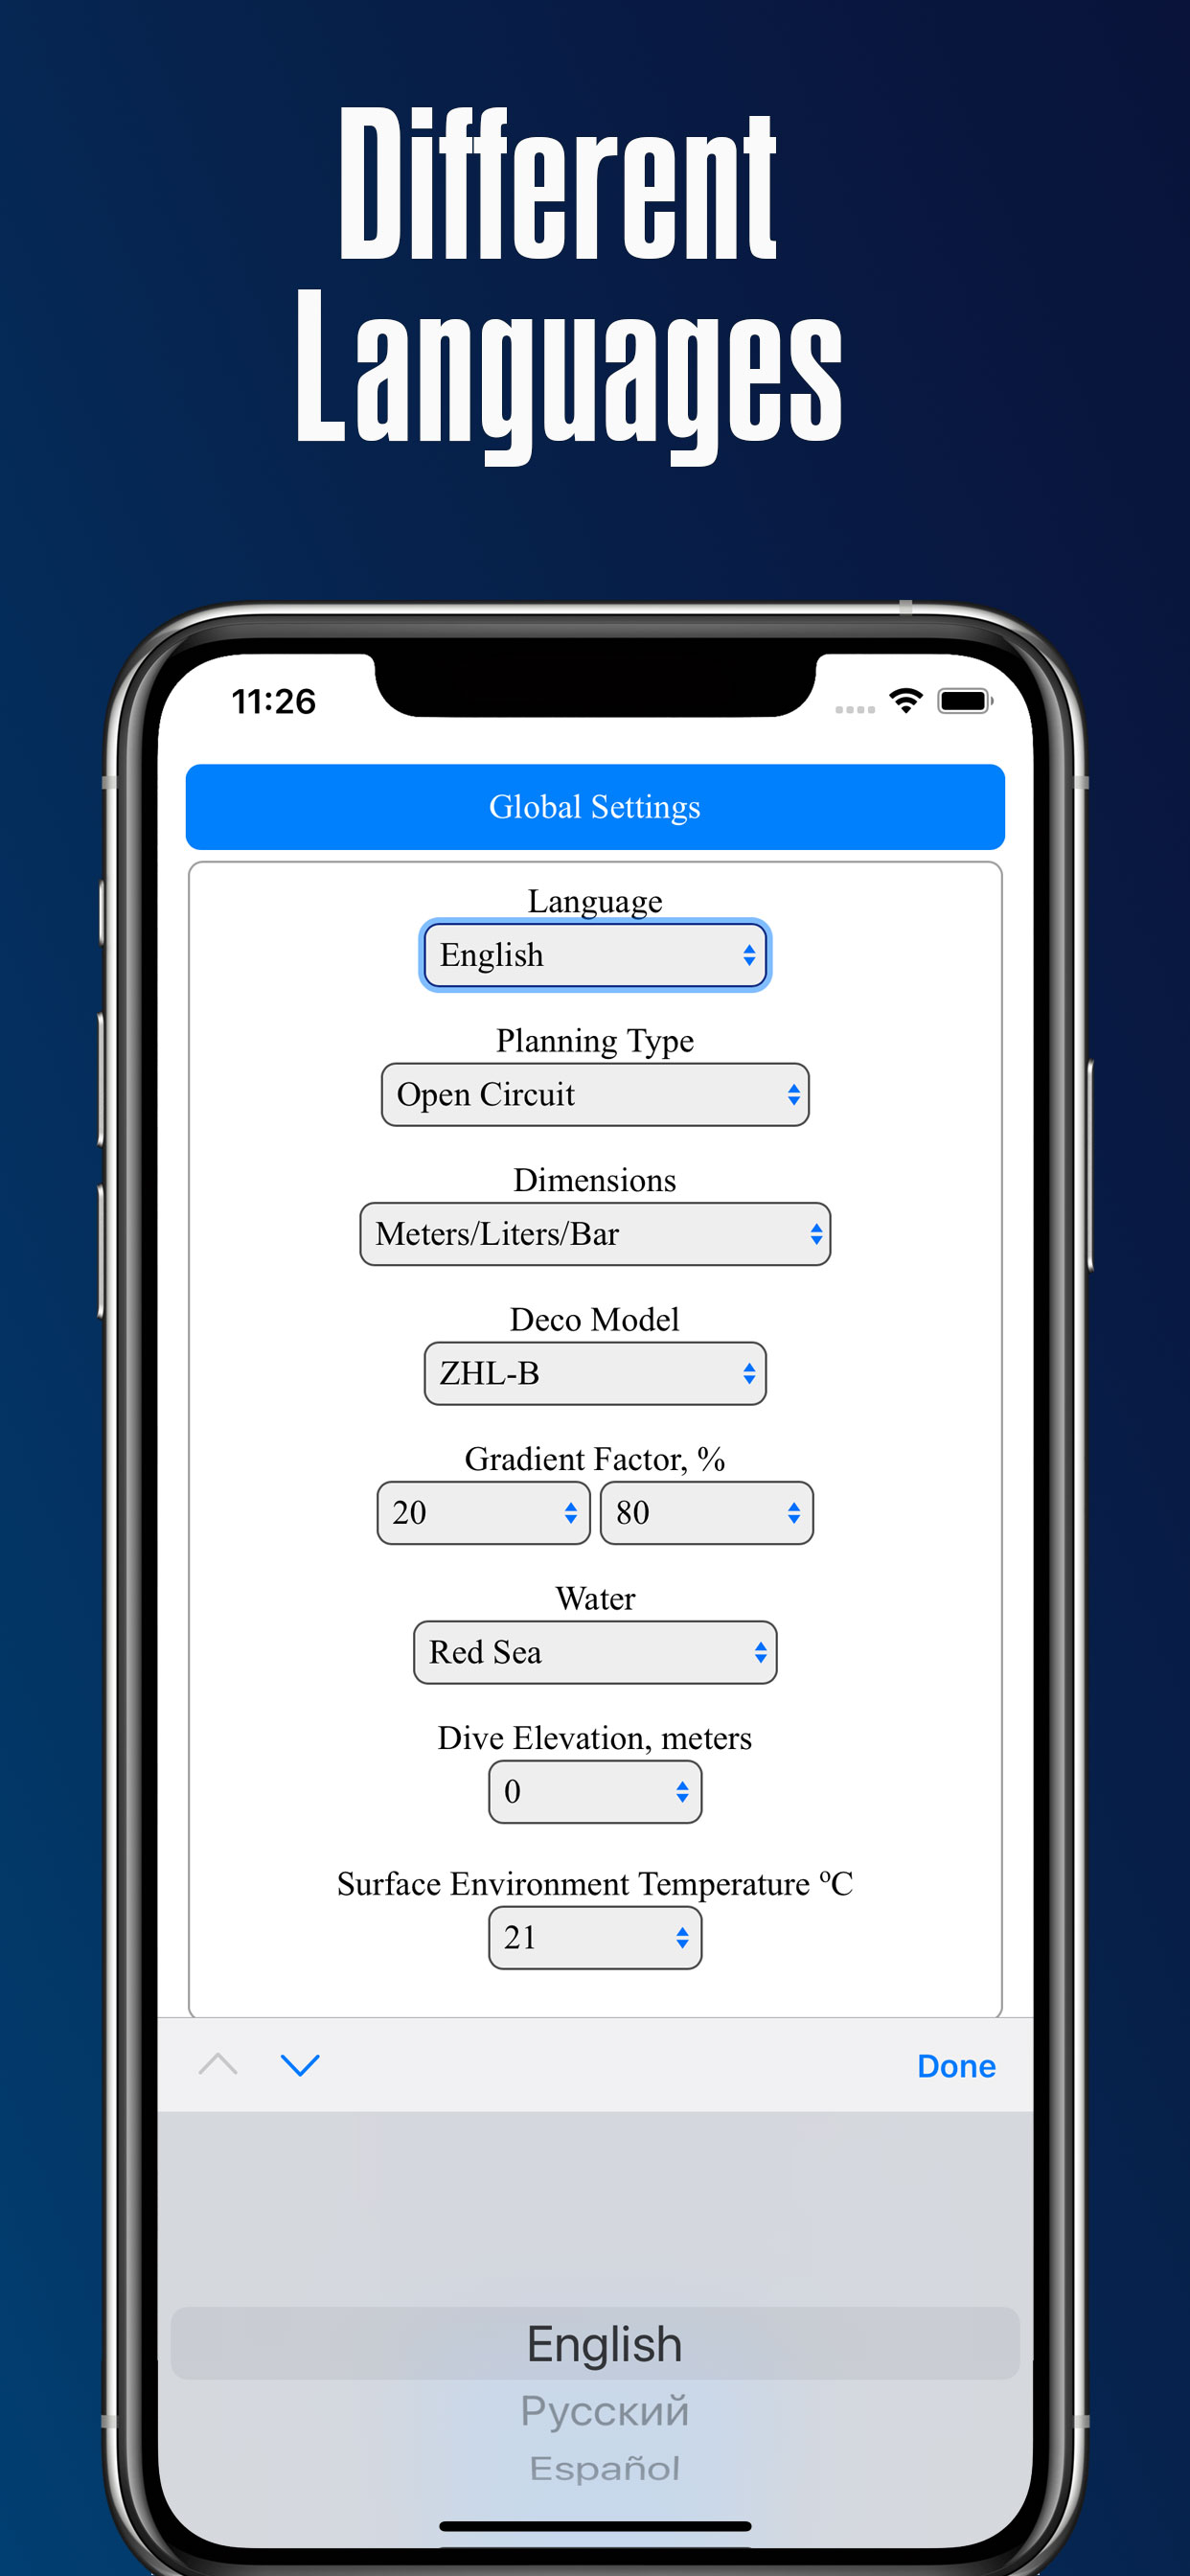 Different
Languages
11:26
Global Settings
Language
English
Planning Type
Open Circuit
Dimensions
Meters/Liters/Bar
Deco Model
ZHL-B
Gradient Factor, %
20 80
Water
Red Sea
Dive Elevation, meters
0
Surface Environment Temperature ºC
21
Done
English
Русский
Español